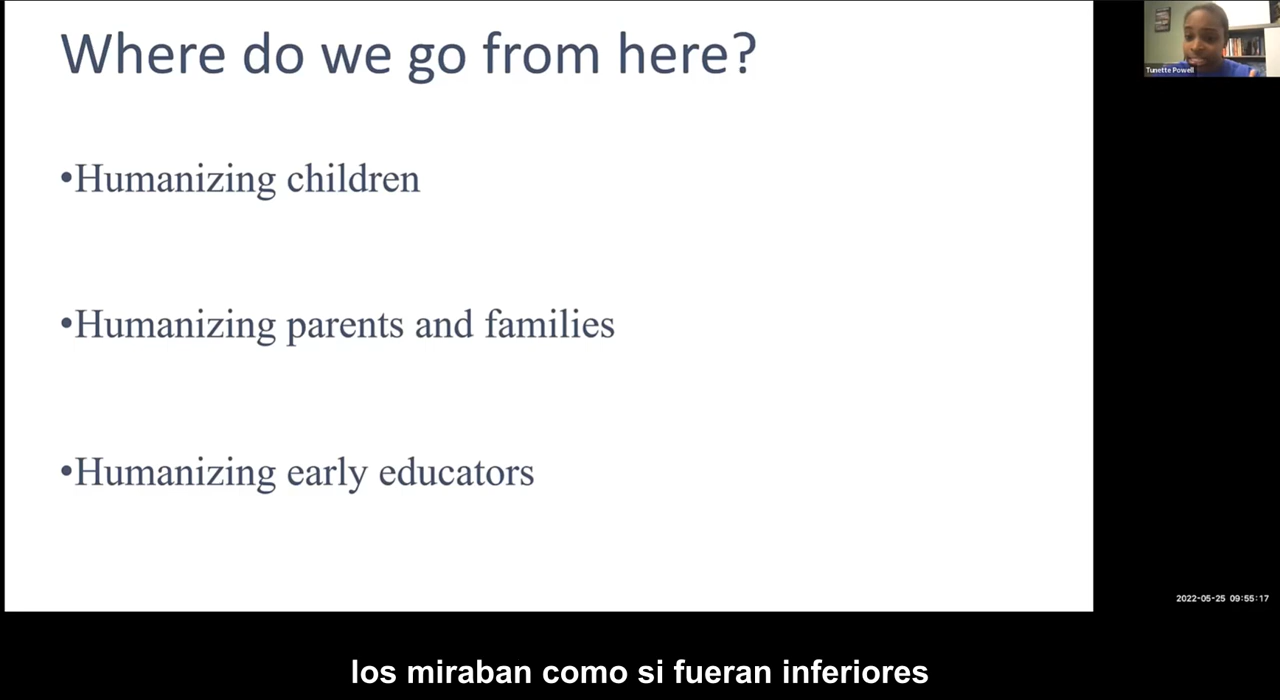 Where do we go from here?
•Humanizing children
•Humanizing parents and families
•Humanizing early educators
Tunette Powell
2022-05-25 09:55:17
los miraban como si fueran inferiores